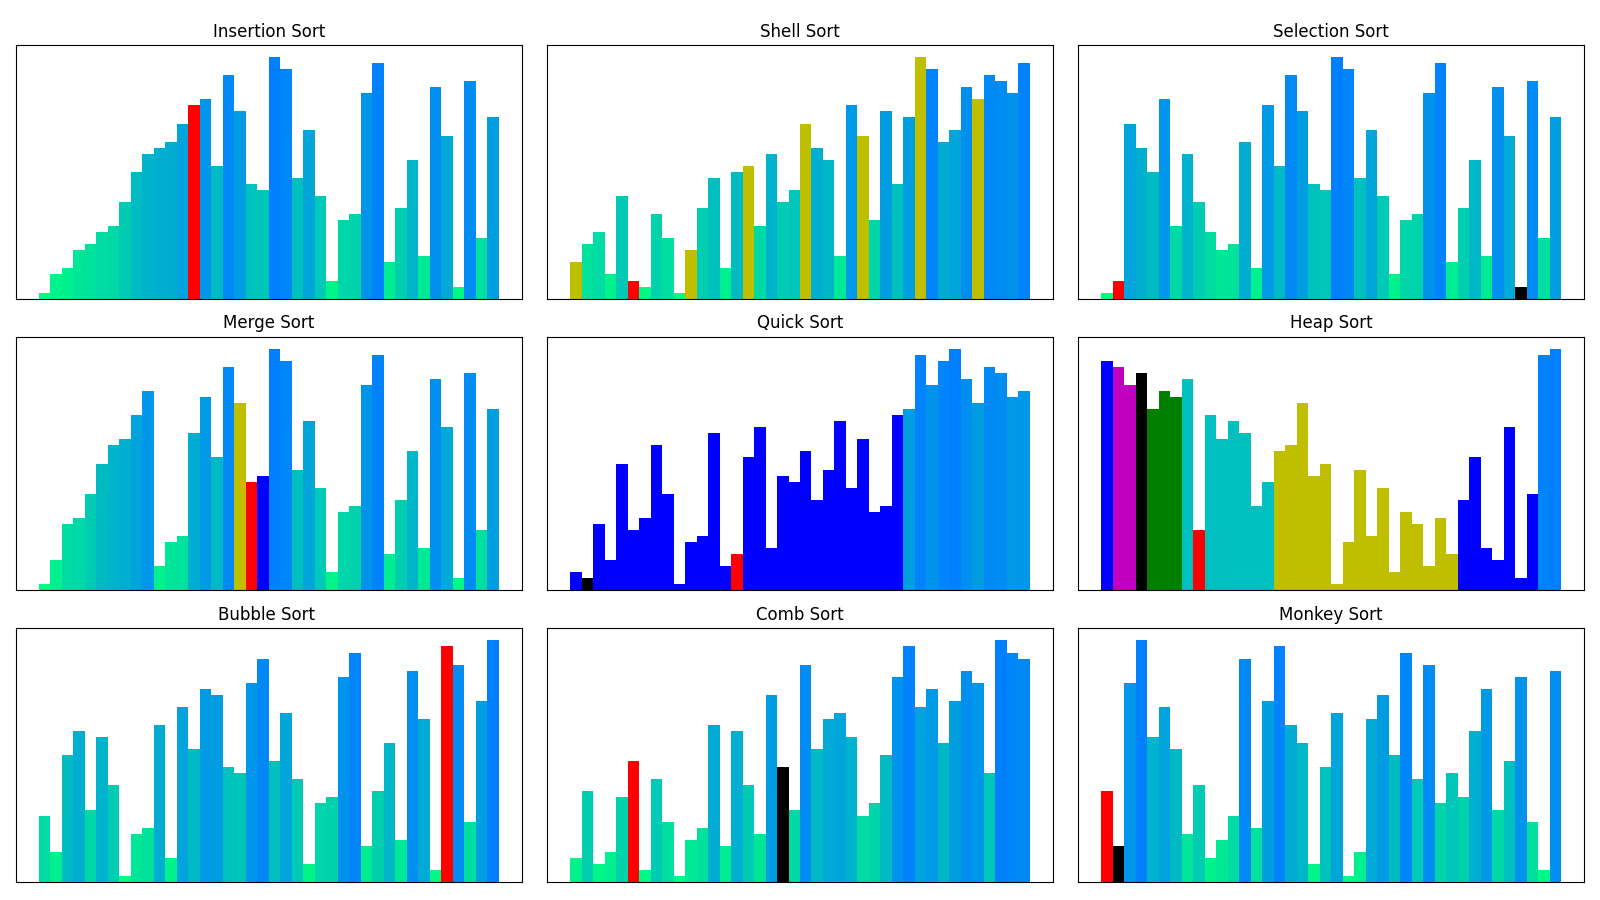 Insertion Sort
Shell Sort
Selection Sort
Merge Sort
Quick Sort
Heap Sort
Bubble Sort
Comb Sort
Monkey Sort